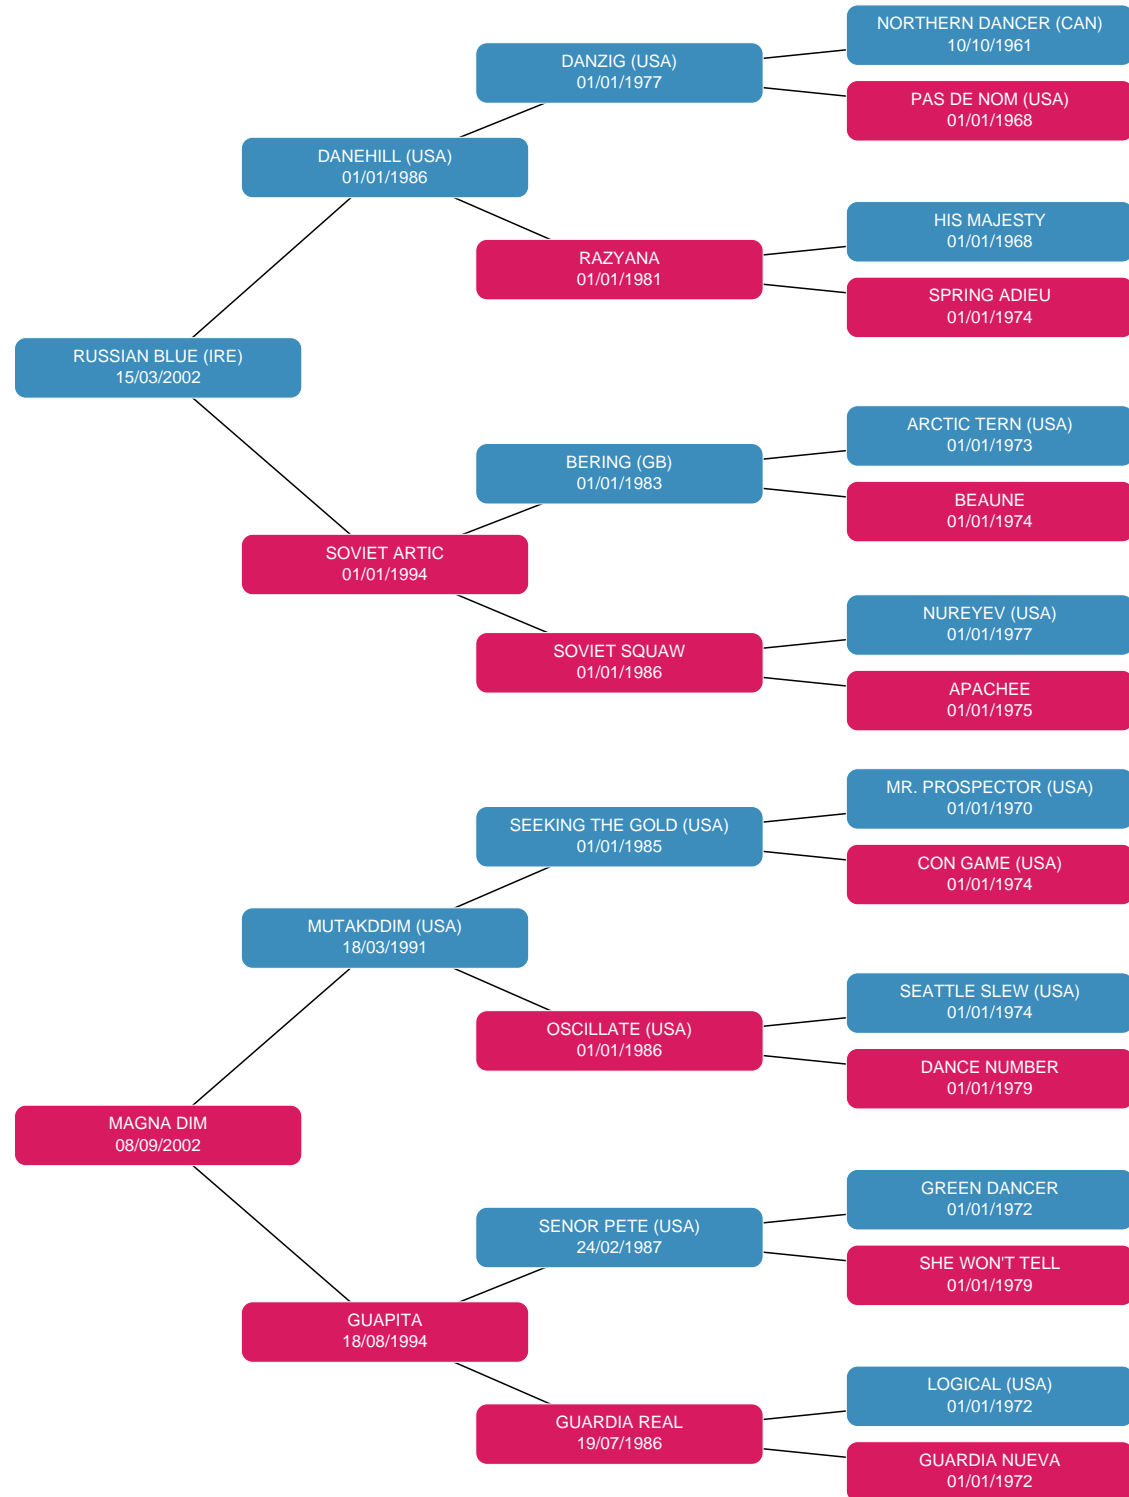 NORTHERN DANCER (CAN)
10/10/1961
DANZIG (USA)
01/01/1977
PAS DE NOM (USA)
01/01/1968
DANEHILL (USA)
01/01/1986
HIS MAJESTY
01/01/1968
RAZYANA
01/01/1981
SPRING ADIEU
01/01/1974
RUSSIAN BLUE (IRE)
15/03/2002
ARCTIC TERN (USA)
01/01/1973
BERING (GB)
01/01/1983
BEAUNE
01/01/1974
SOVIET ARTIC
01/01/1994
NUREYEV (USA)
01/01/1977
SOVIET SQUAW
01/01/1986
APACHEE
01/01/1975
MR. PROSPECTOR (USA)
01/01/1970
SEEKING THE GOLD (USA)
01/01/1985
CON GAME (USA)
01/01/1974
MUTAKDDIM (USA)
18/03/1991
SEATTLE SLEW (USA)
01/01/1974
OSCILLATE (USA)
01/01/1986
DANCE NUMBER
01/01/1979
MAGNA DIM
08/09/2002
GREEN DANCER
01/01/1972
SENOR PETE (USA)
24/02/1987
SHE WON'T TELL
01/01/1979
GUAPITA
18/08/1994
LOGICAL (USA)
01/01/1972
GUARDIA REAL
19/07/1986
GUARDIA NUEVA
01/01/1972